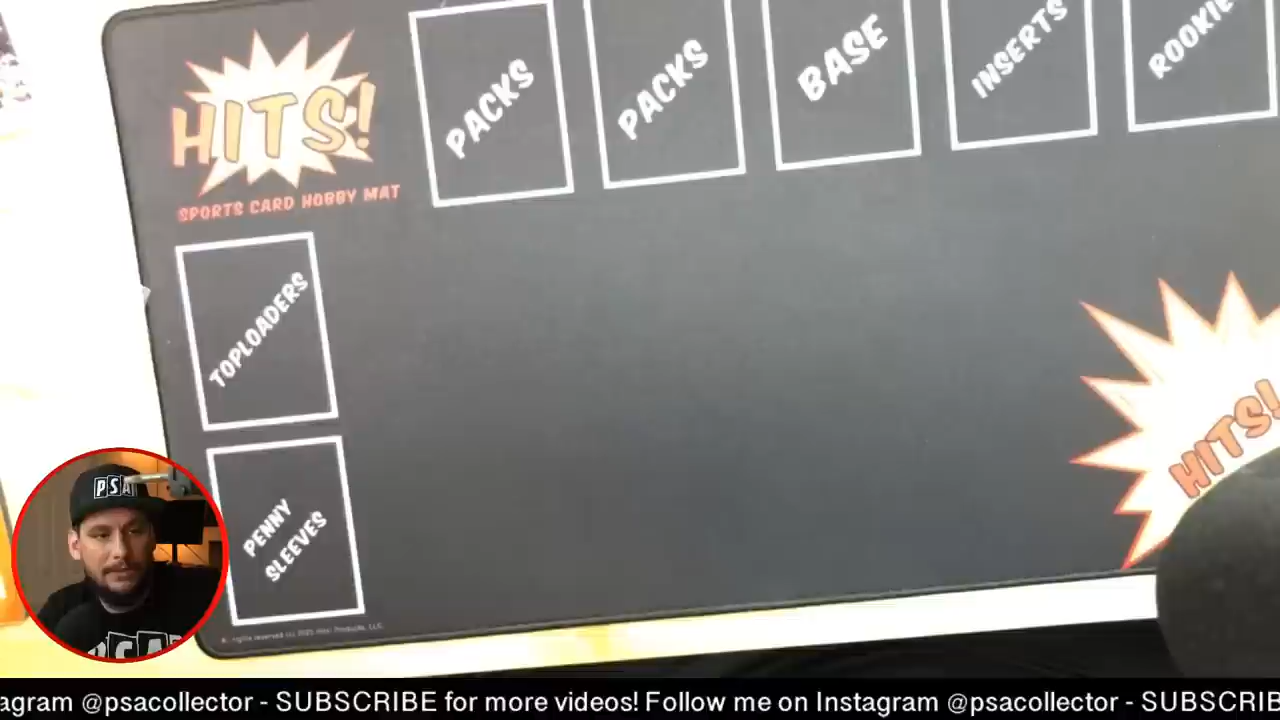 HITS!
SPORTS CARD HOBBY MAT
PACKS
PACKS
BASE
INSERTS
ROOKIE
TOPLOADERS
PENNY
SLEEVES
HITS!
PSA
PSA
agram @psacollector - SUBSCRIBE for more videos! Follow me on Instagram @psacollector - SUBSCRIB